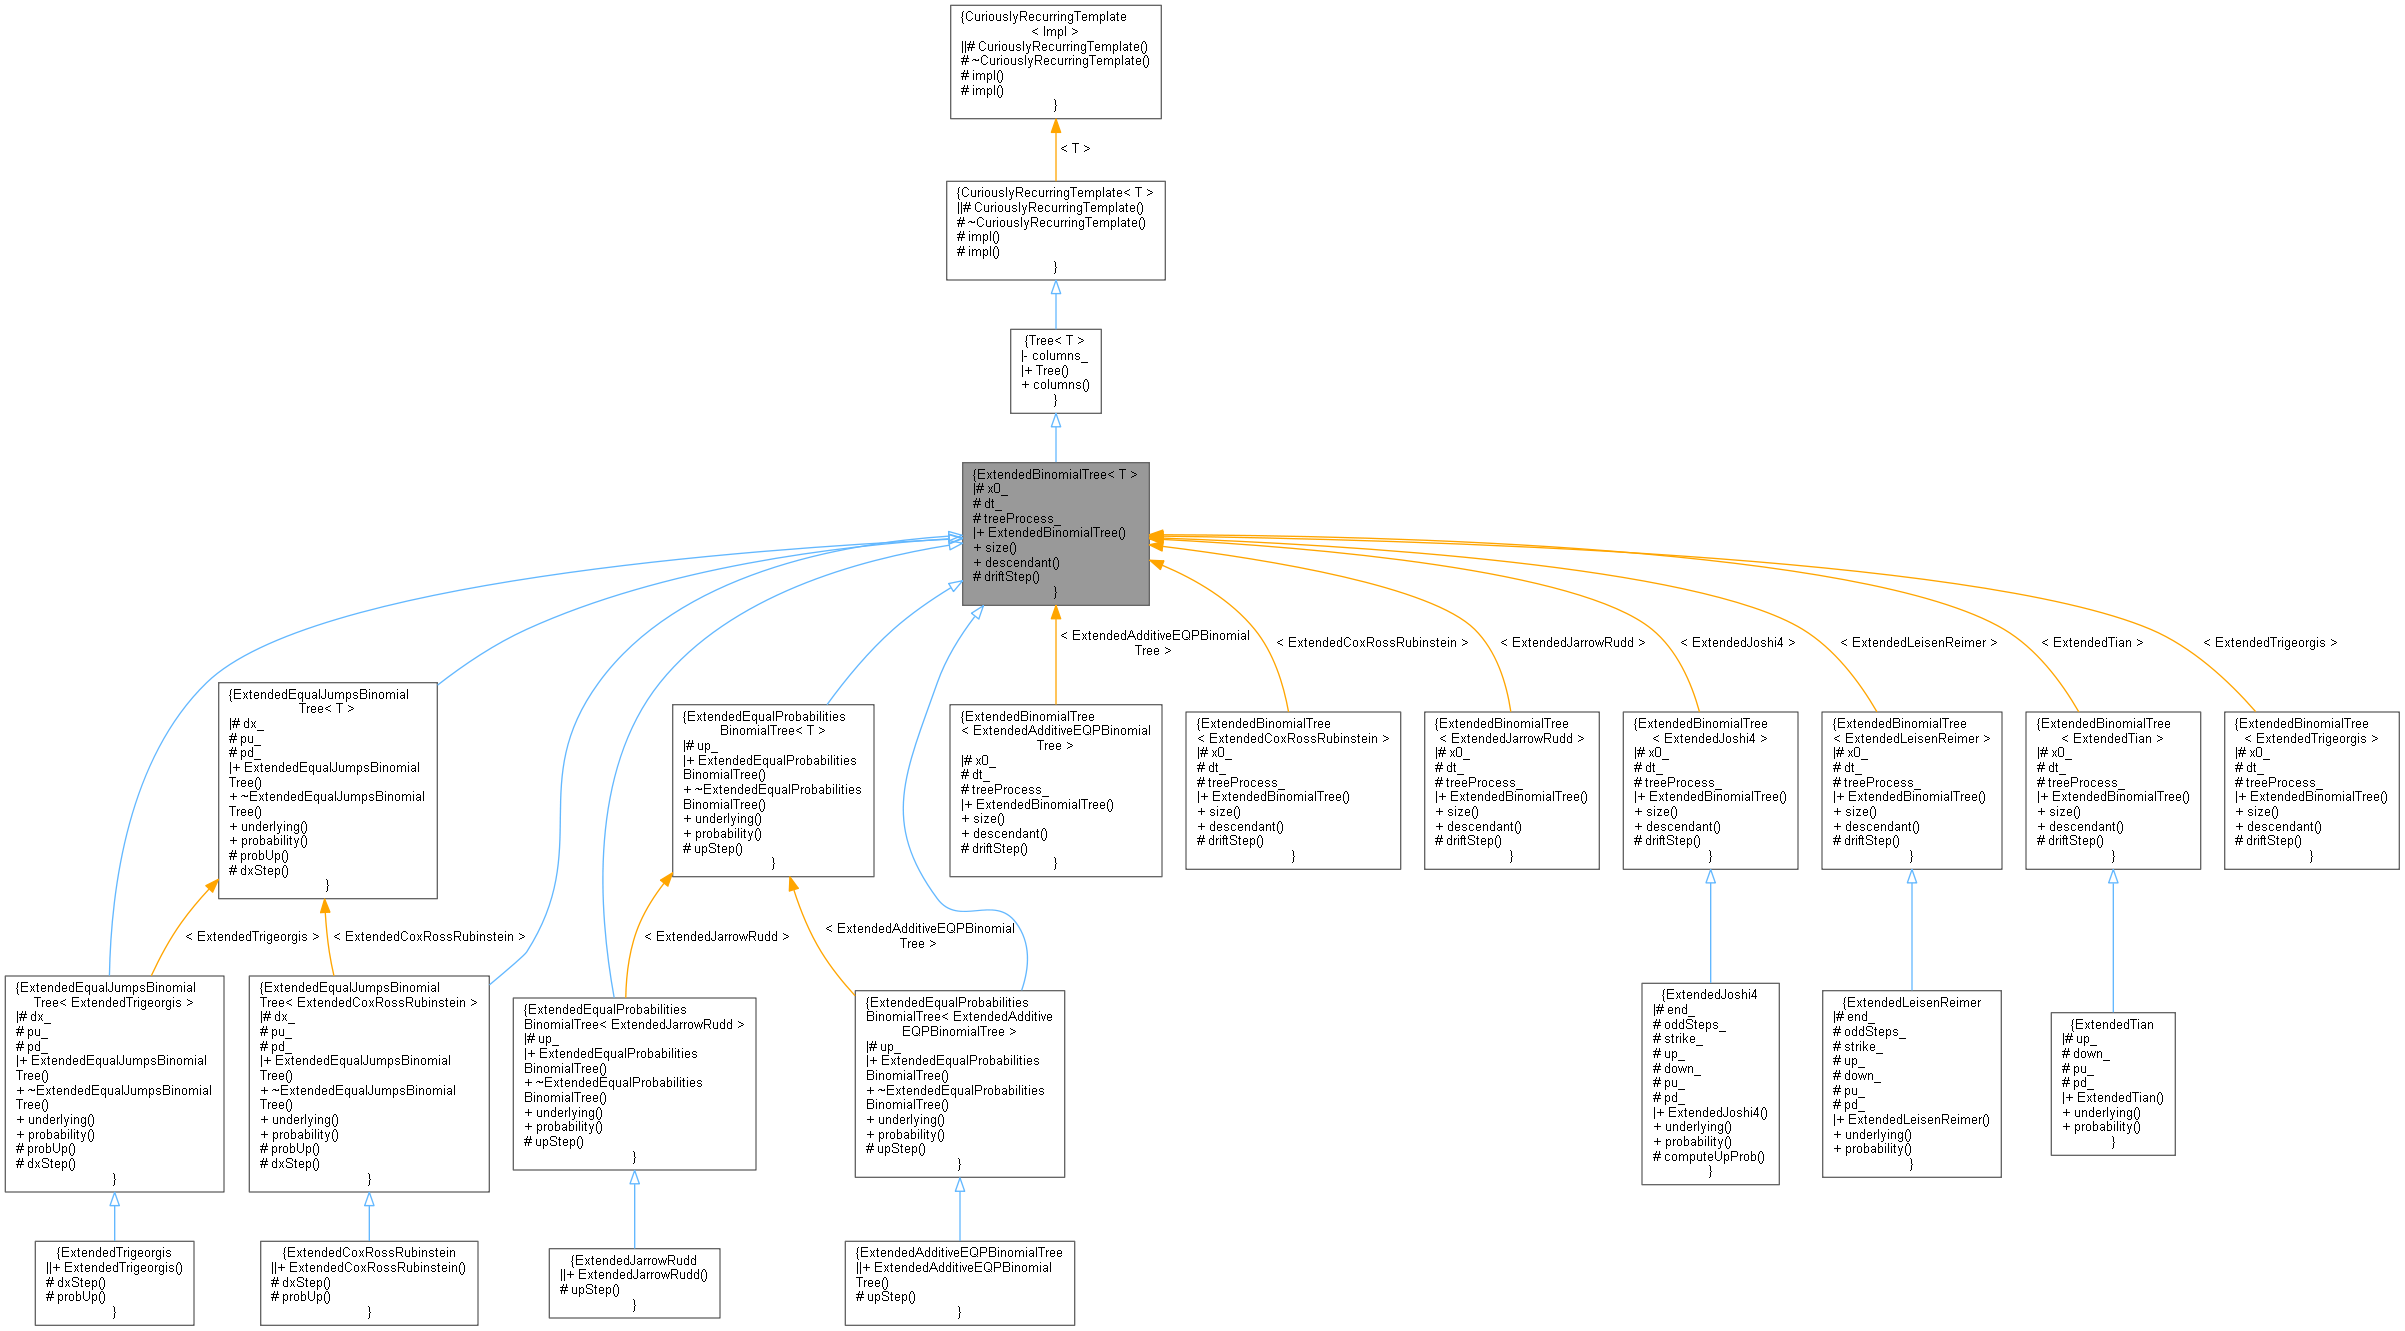 {CuriouslyRecurringTemplate
< Impl >
||# CuriouslyRecurringTemplate()
# ~CuriouslyRecurringTemplate()
# impl()
# impl()
}
< T >
{CuriouslyRecurringTemplate< T >
||# CuriouslyRecurringTemplate()
# ~CuriouslyRecurringTemplate()
# impl()
# impl()
}
{Tree< T >
|- columns_
|+ Tree()
+ columns()
}
{ExtendedBinomialTree< T >
|# x0_
# dt_
# treeProcess_
|+ ExtendedBinomialTree()
+ size()
+ descendant()
# driftStep()
}
< ExtendedAdditiveEQPBinomial
Tree >
< ExtendedCoxRossRubinstein >
< ExtendedJarrowRudd >
< ExtendedJoshi4 >
< ExtendedLeisenReimer >
< ExtendedTian >
< ExtendedTrigeorgis >
{ExtendedEqualJumpsBinomial
Tree< T >
|# dx_
# pu_
# pd_
|+ ExtendedEqualJumpsBinomial
Tree()
+ ~ExtendedEqualJumpsBinomial
Tree()
+ underlying()
+ probability()
# probUp()
# dxStep()
}
{ExtendedEqualProbabilities
BinomialTree< T >
|# up_
|+ ExtendedEqualProbabilities
BinomialTree()
+ ~ExtendedEqualProbabilities
BinomialTree()
+ underlying()
+ probability()
# upStep()
}
{ExtendedBinomialTree
< ExtendedAdditiveEQPBinomial
Tree >
|# x0_
# dt_
# treeProcess_
|+ ExtendedBinomialTree()
+ size()
+ descendant()
# driftStep()
}
{ExtendedBinomialTree
< ExtendedCoxRossRubinstein >
|# x0_
# dt_
# treeProcess_
|+ ExtendedBinomialTree()
+ size()
+ descendant()
# driftStep()
}
{ExtendedBinomialTree
< ExtendedJarrowRudd >
|# x0_
# dt_
# treeProcess_
|+ ExtendedBinomialTree()
+ size()
+ descendant()
# driftStep()
}
{ExtendedBinomialTree
< ExtendedJoshi4 >
|# x0_
# dt_
# treeProcess_
|+ ExtendedBinomialTree()
+ size()
+ descendant()
# driftStep()
}
{ExtendedBinomialTree
< ExtendedLeisenReimer >
|# x0_
# dt_
# treeProcess_
|+ ExtendedBinomialTree()
+ size()
+ descendant()
# driftStep()
}
{ExtendedBinomialTree
< ExtendedTian >
|# x0_
# dt_
# treeProcess_
|+ ExtendedBinomialTree()
+ size()
+ descendant()
# driftStep()
}
{ExtendedBinomialTree
< ExtendedTrigeorgis >
|# x0_
# dt_
# treeProcess_
|+ ExtendedBinomialTree()
+ size()
+ descendant()
# driftStep()
}
< ExtendedTrigeorgis >
< ExtendedCoxRossRubinstein >
< ExtendedJarrowRudd >
< ExtendedAdditiveEQPBinomial
Tree >
{ExtendedEqualJumpsBinomial
Tree< ExtendedTrigeorgis >
|# dx_
# pu_
# pd_
|+ ExtendedEqualJumpsBinomial
Tree()
+ ~ExtendedEqualJumpsBinomial
Tree()
+ underlying()
+ probability()
# probUp()
# dxStep()
}
{ExtendedEqualJumpsBinomial
Tree< ExtendedCoxRossRubinstein >
|# dx_
# pu_
# pd_
|+ ExtendedEqualJumpsBinomial
Tree()
+ ~ExtendedEqualJumpsBinomial
Tree()
+ underlying()
+ probability()
# probUp()
# dxStep()
}
{ExtendedEqualProbabilities
BinomialTree< ExtendedJarrowRudd >
|# up_
|+ ExtendedEqualProbabilities
BinomialTree()
+ ~ExtendedEqualProbabilities
BinomialTree()
+ underlying()
+ probability()
# upStep()
}
{ExtendedEqualProbabilities
BinomialTree< ExtendedAdditive
EQPBinomialTree >
|# up_
|+ ExtendedEqualProbabilities
BinomialTree()
+ ~ExtendedEqualProbabilities
BinomialTree()
+ underlying()
+ probability()
# upStep()
}
{ExtendedJoshi4
|# end_
# oddSteps_
# strike_
# up_
# down_
# pu_
# pd_
|+ ExtendedJoshi4()
+ underlying()
+ probability()
# computeUpProb()
}
{ExtendedLeisenReimer
|# end_
# oddSteps_
# strike_
# up_
# down_
# pu_
# pd_
|+ ExtendedLeisenReimer()
+ underlying()
+ probability()
}
{ExtendedTian
|# up_
# down_
# pu_
# pd_
|+ ExtendedTian()
+ underlying()
+ probability()
}
{ExtendedTrigeorgis
||+ ExtendedTrigeorgis()
# dxStep()
# probUp()
}
{ExtendedCoxRossRubinstein
||+ ExtendedCoxRossRubinstein()
# dxStep()
# probUp()
}
{ExtendedJarrowRudd
||+ ExtendedJarrowRudd()
# upStep()
}
{ExtendedAdditiveEQPBinomialTree
||+ ExtendedAdditiveEQPBinomial
Tree()
# upStep()
}